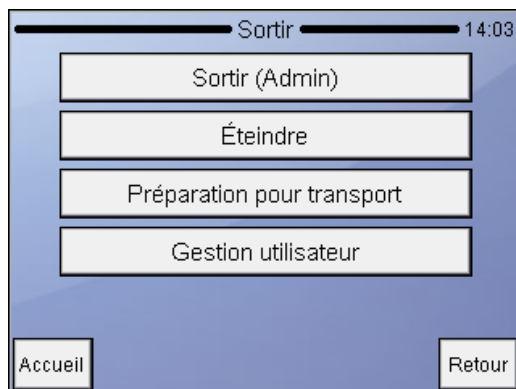 Sortir 14:03
Sortir (Admin)
Éteindre
Préparation pour transport
Gestion utilisateur
Accueil Retour